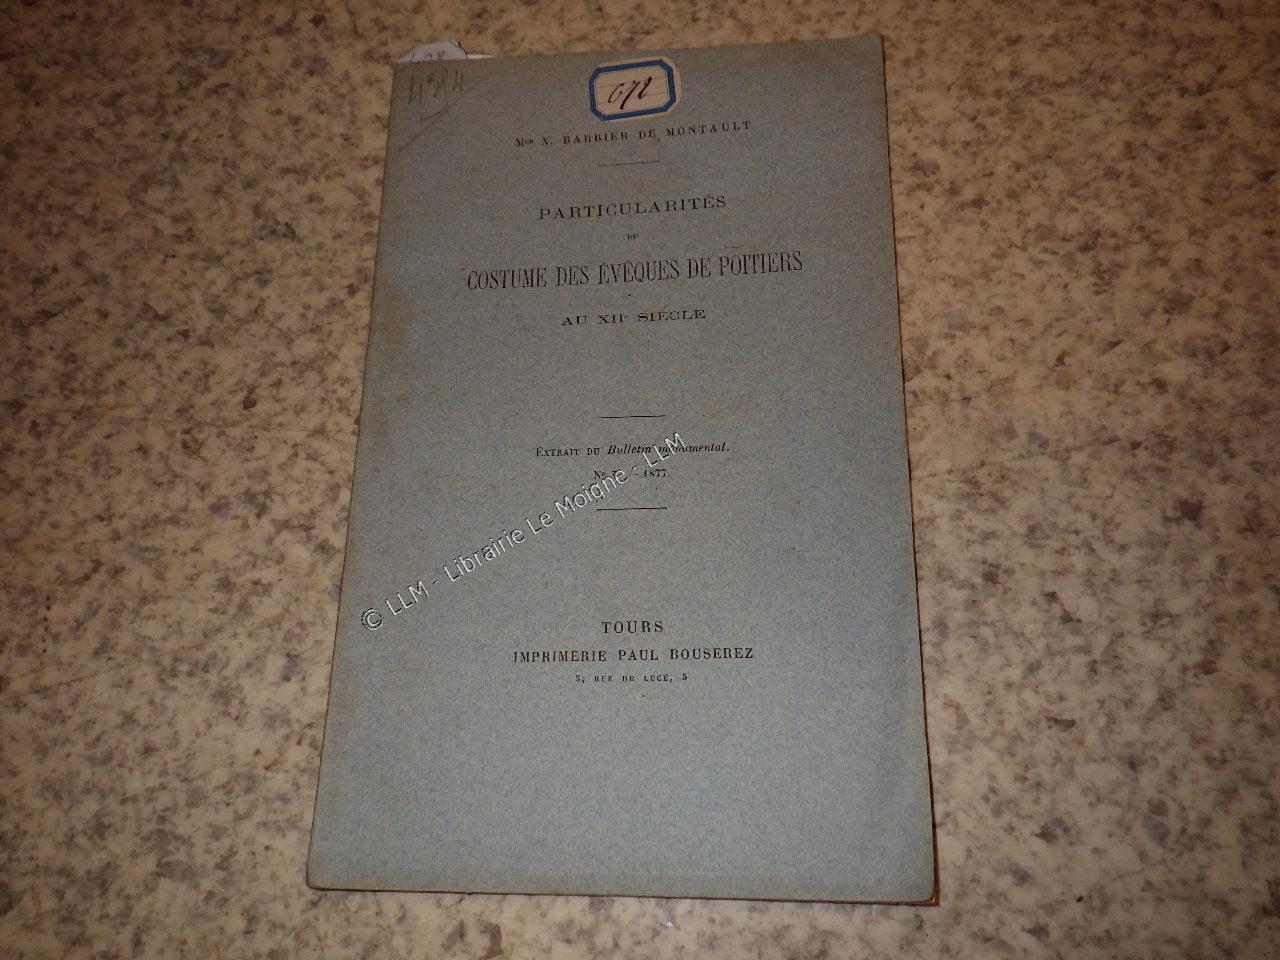 672
Mgr X. BARBIER DE MONTAULT
PARTICULARITÉS
DU
COSTUME DES ÉVÊQUES DE POITIERS
AU XIIe SIÈCLE
EXTRAIT DU Bulletin monumental.
No - 1877.
© LLM - Librairie Le Moigne - LLM
TOURS
IMPRIMERIE PAUL BOUSEREZ
5, RUE DE LUCÉ, 5